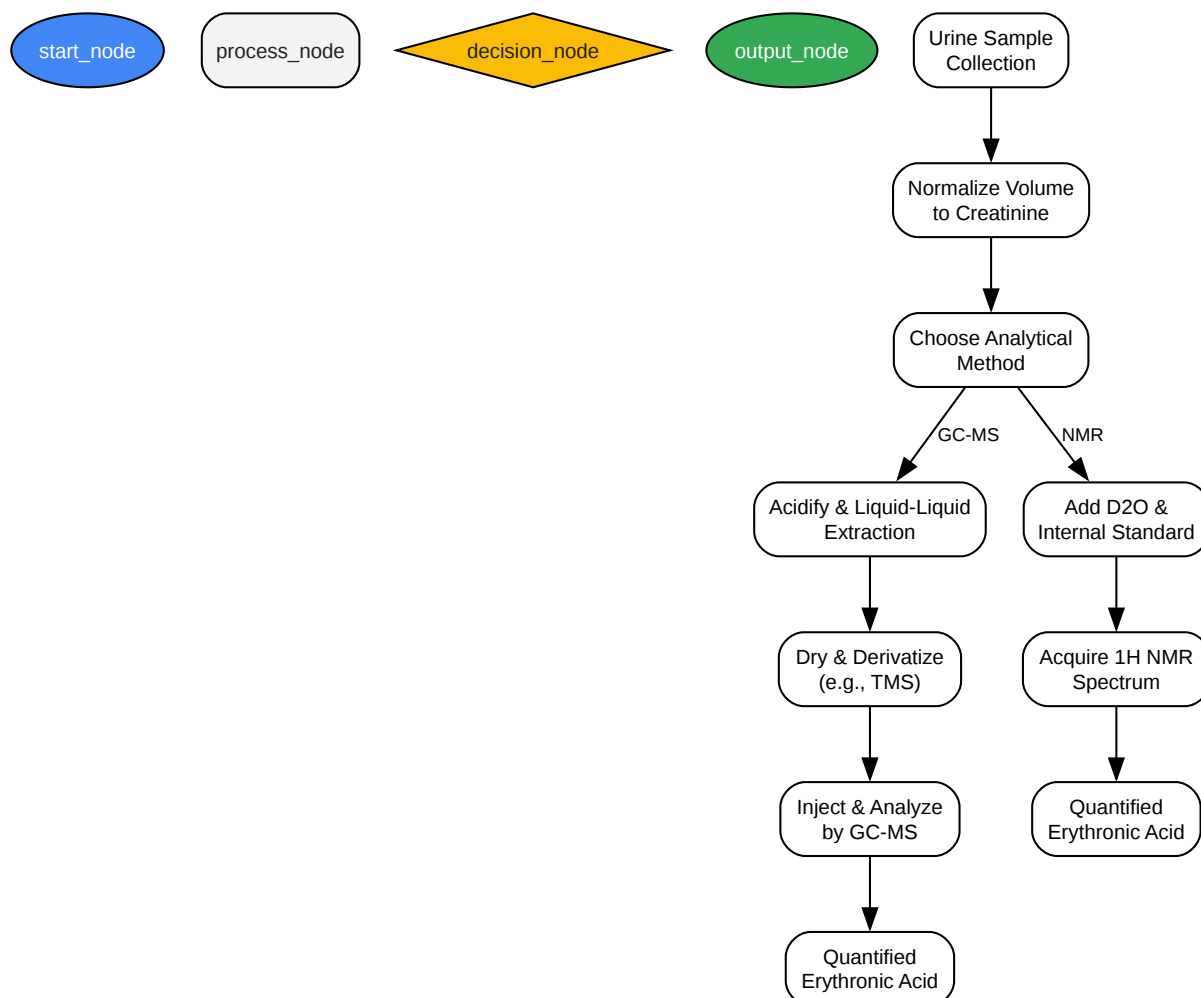 start_node
process_node
decision_node
output_node
Urine Sample
Collection
Normalize Volume
to Creatinine
Choose Analytical
Method
GC-MS
NMR
Acidify & Liquid-Liquid
Extraction
Add D2O &
Internal Standard
Dry & Derivatize
(e.g., TMS)
Acquire 1H NMR
Spectrum
Inject & Analyze
by GC-MS
Quantified
Erythronic Acid
Quantified
Erythronic Acid